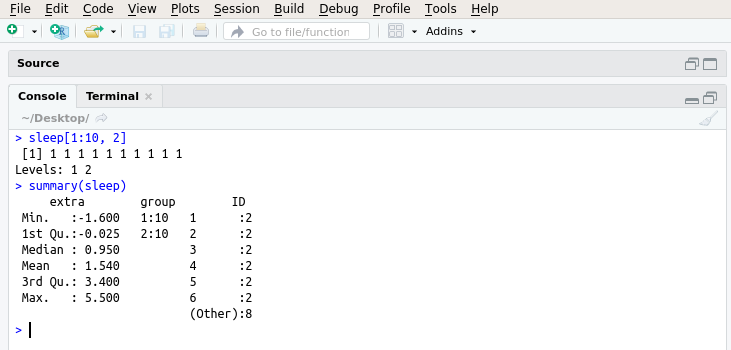 File Edit Code View Plots Session Build Debug Profile Tools Help
Go to file/function Addins
Source
Console Terminal
~/Desktop/
> sleep[1:10, 2]
 [1] 1 1 1 1 1 1 1 1 1 1
Levels: 1 2
> summary(sleep)
     extra        group        ID   
 Min.   :-1.600   1:10   1      :2  
 1st Qu.:-0.025   2:10   2      :2  
 Median : 0.950          3      :2  
 Mean   : 1.540          4      :2  
 3rd Qu.: 3.400          5      :2  
 Max.   : 5.500          6      :2  
                         (Other):8
>